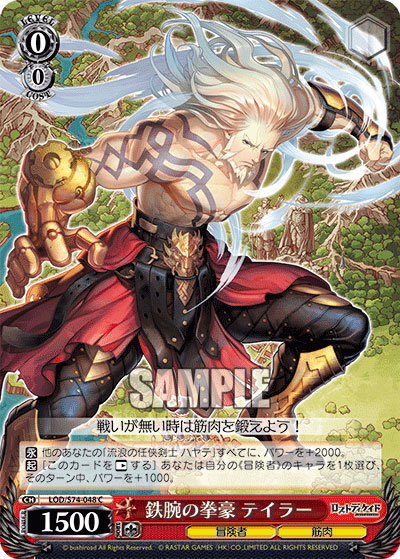 LEVEL
0
0
COST
SAMPLE
戦いが無い時は筋肉を鍛えよう！
永 他のあなたの「流浪の任侠剣士 ハヤテ」すべてに、パワーを+2000。
起 [このカードを レスト する] あなたは自分の《冒険者》のキャラを1枚選び、
そのターン中、パワーを+1000。
CH LOD/S74-048 C
1500
鉄腕の拳豪 テイラー
ロストディケイド
冒険者 筋肉
© bushiroad All Rights Reserved. © RASTAR GAMES (HK) CO., LIMITED